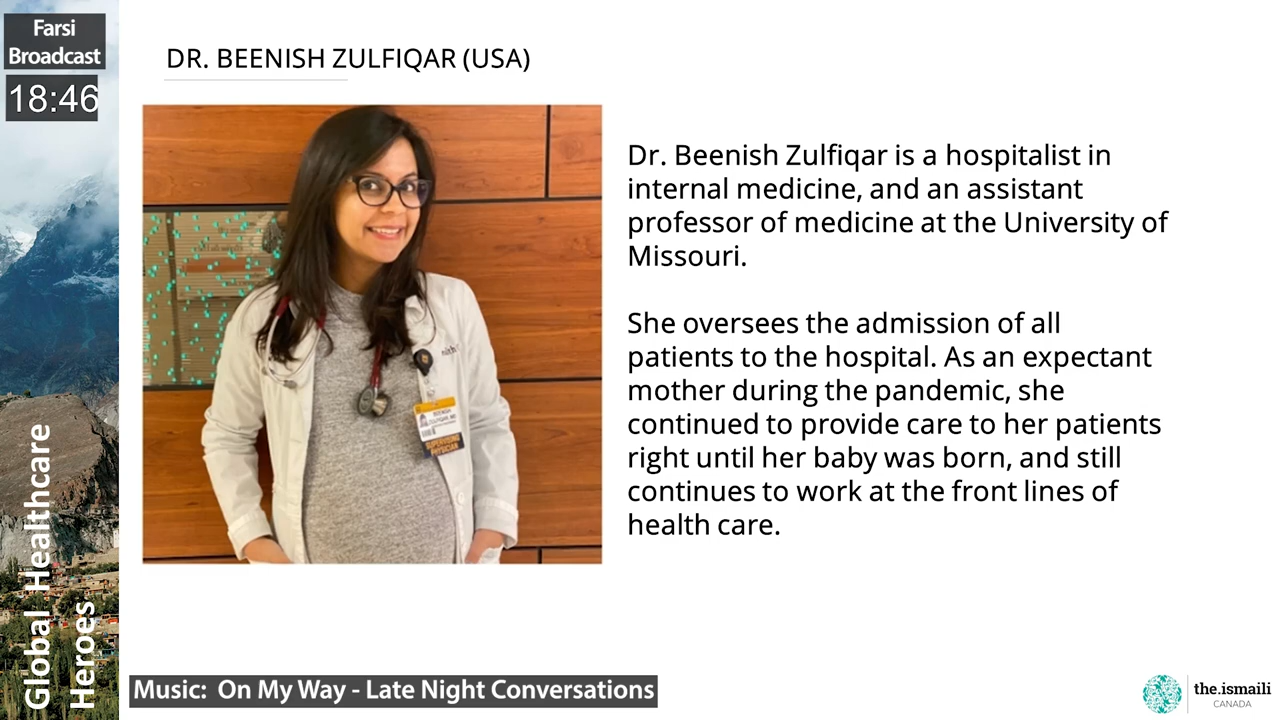 Farsi
Broadcast
18:46
DR. BEENISH ZULFIQAR (USA)
Dr. Beenish Zulfiqar is a hospitalist in
internal medicine, and an assistant
professor of medicine at the University of
Missouri.
She oversees the admission of all
patients to the hospital. As an expectant
mother during the pandemic, she
continued to provide care to her patients
right until her baby was born, and still
continues to work at the front lines of
health care.
SUPERVISING
PHYSICIAN
Global Healthcare
Heroes
Music: On My Way - Late Night Conversations
the.ismaili
CANADA